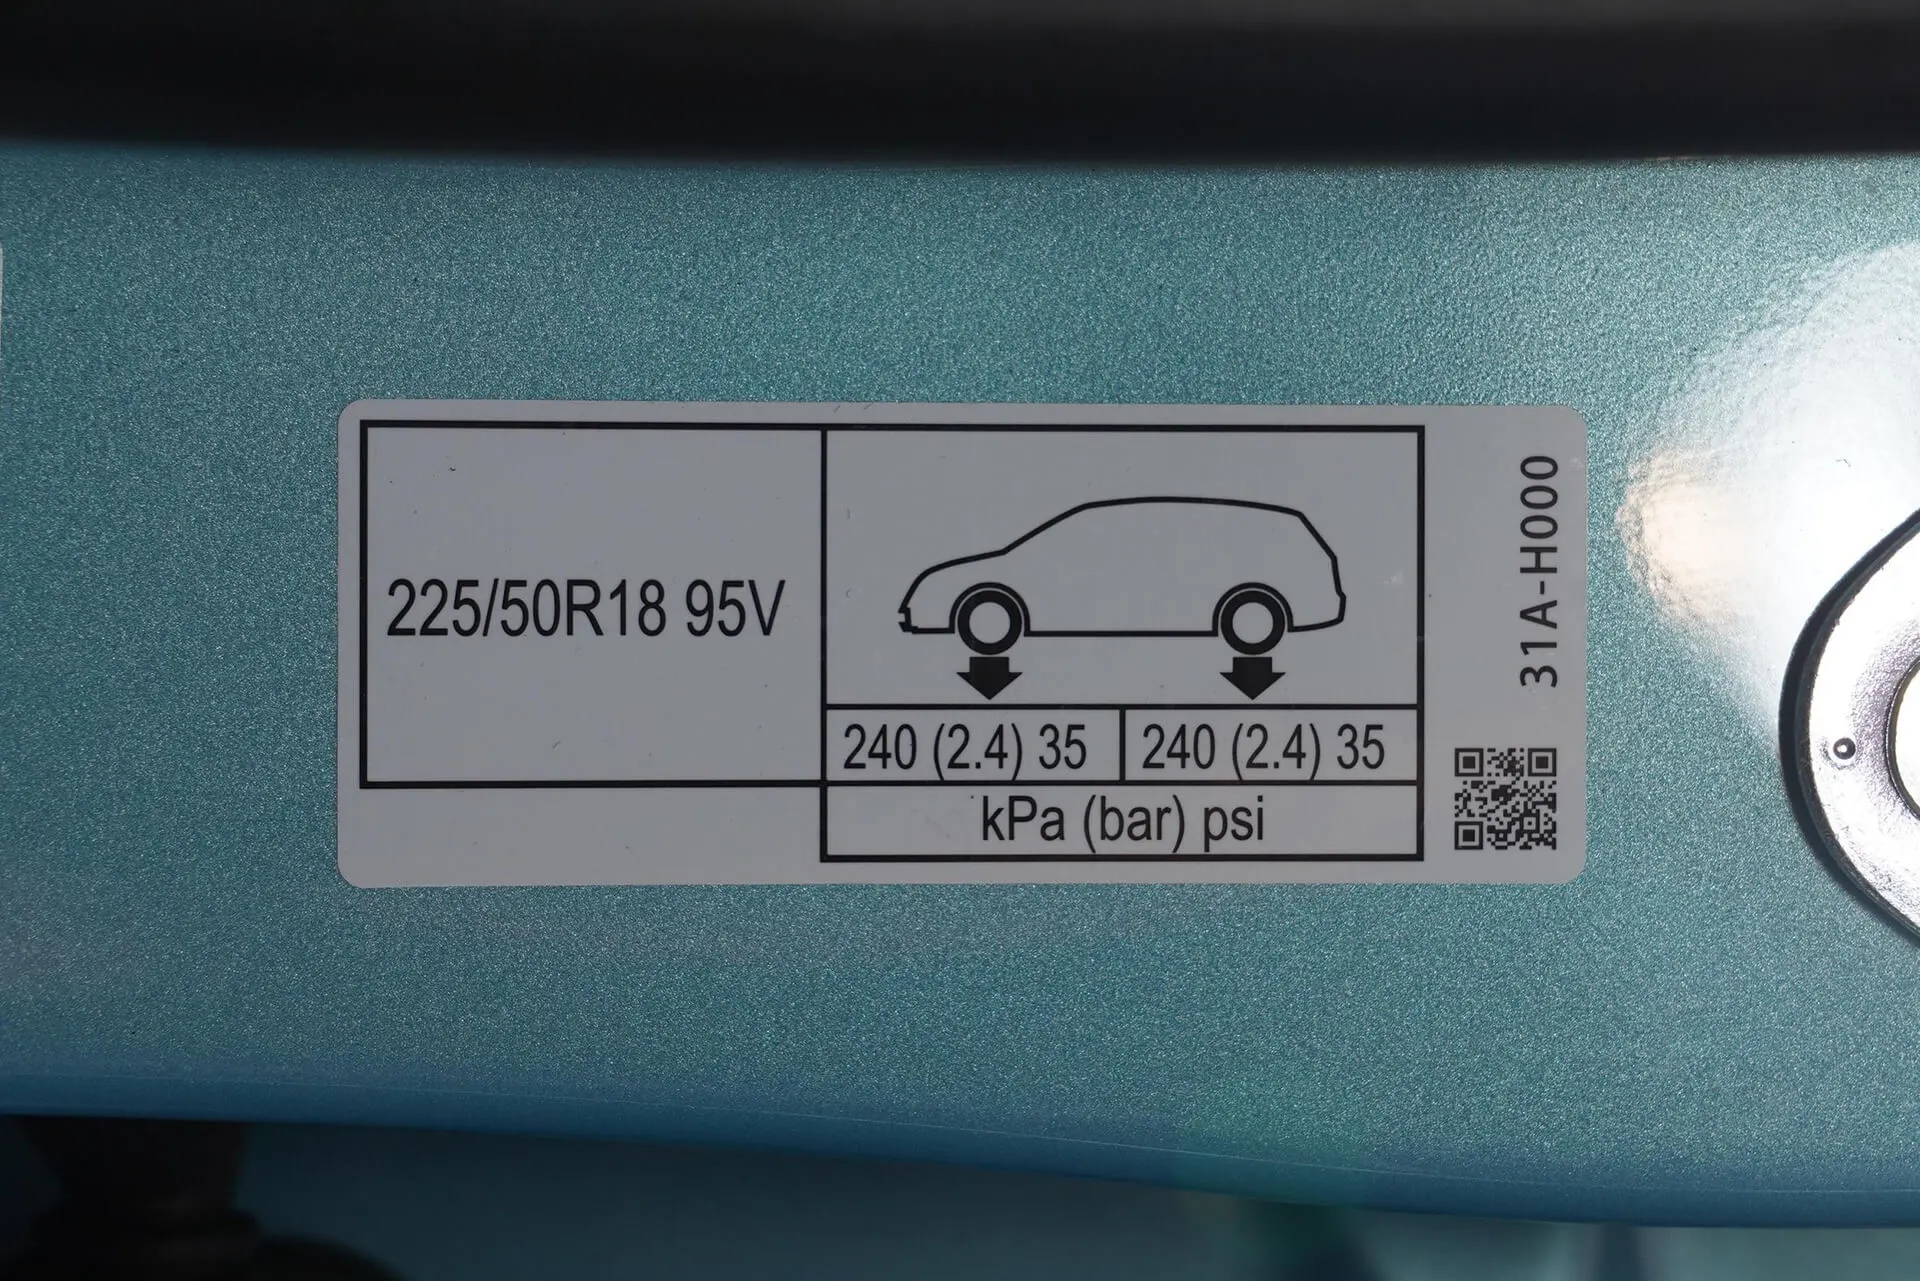 225/50R18 95V
240 (2.4) 35
240 (2.4) 35
kPa (bar) psi
31A-H000